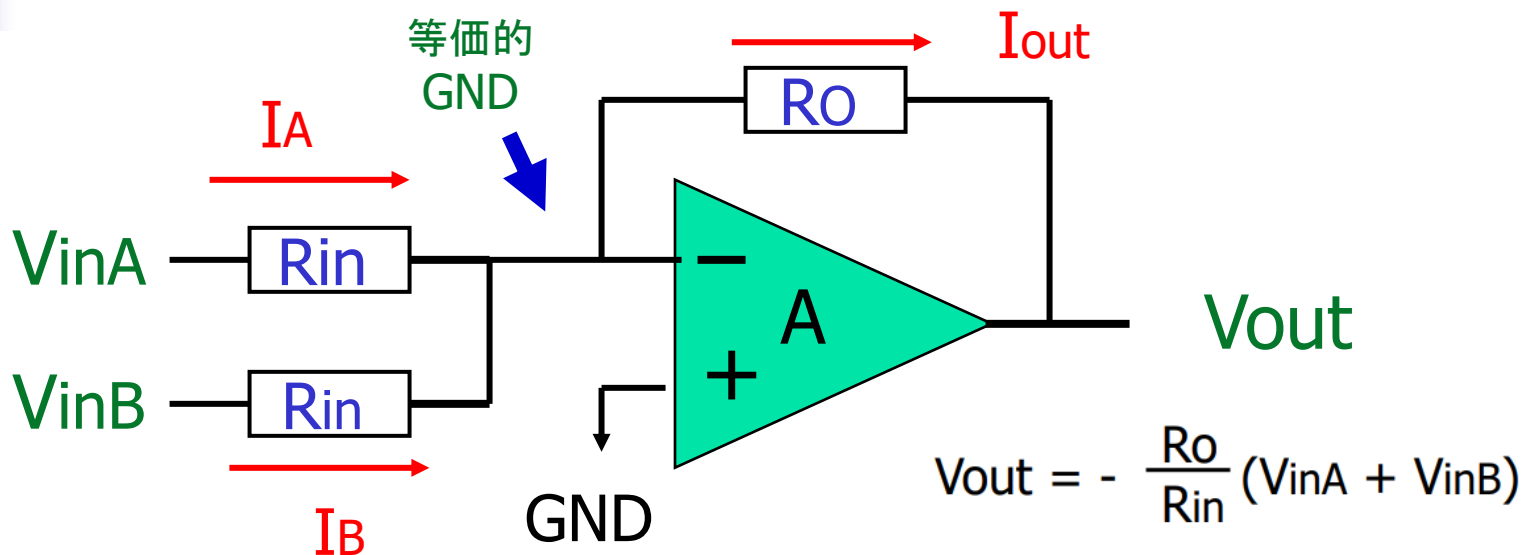 等価的
GND
Iout
RO
IA
VinA
Rin
−
A
VinB
Rin
+
Vout
IB
GND
Vout = - Ro/Rin (VinA + VinB)